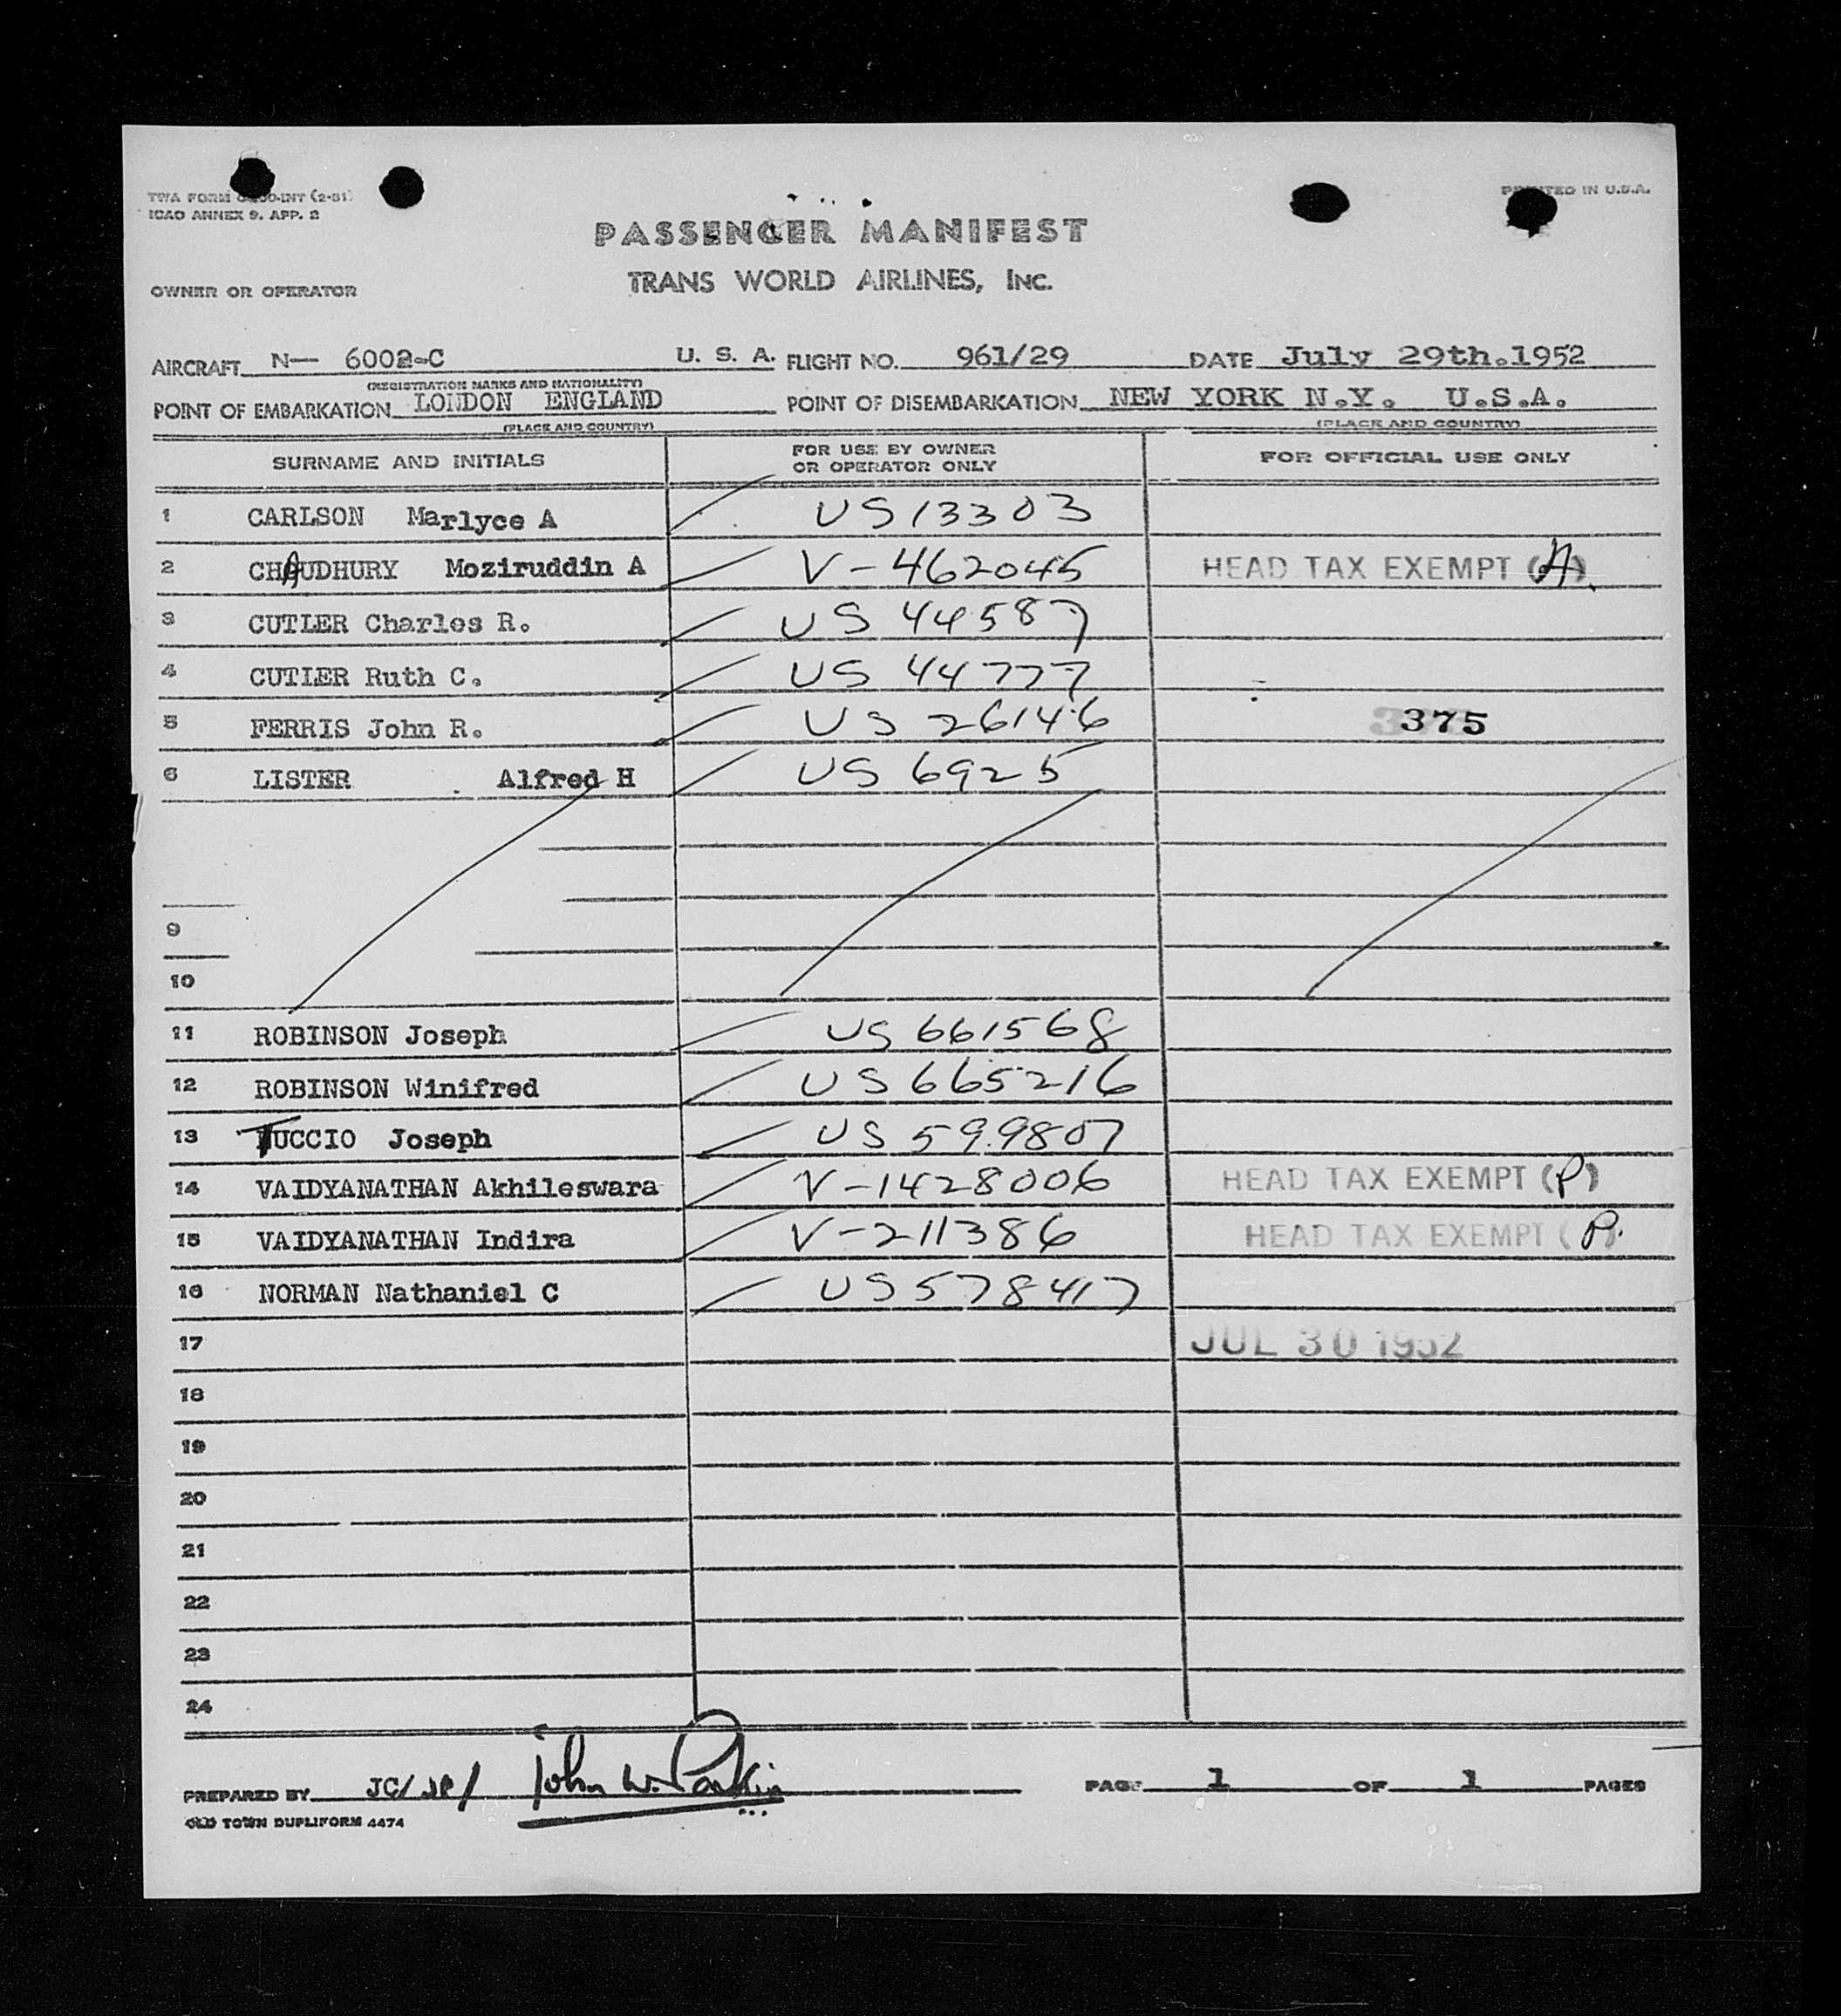 TWA FORM -INT (2-51)
PRINTED IN U.S.A.
ICAO ANNEX 9. APP. 2
PASSENGER MANIFEST
TRANS WORLD AIRLINES, Inc.
OWNER OR OPERATOR
AIRCRAFT N— 6002-C U. S. A. FLIGHT NO. 961/29 DATE July 29th.1952
(REGISTRATION MARKS AND NATIONALITY)
POINT OF EMBARKATION LONDON ENGLAND POINT OF DISEMBARKATION NEW YORK N.Y. U.S.A.
(PLACE AND COUNTRY) (PLACE AND COUNTRY)
SURNAME AND INITIALS FOR USE BY OWNER OR OPERATOR ONLY FOR OFFICIAL USE ONLY
1 CARLSON Marlyce A US 13303
2 CHAUDHURY Moziruddin A V-462045 HEAD TAX EXEMPT (A)
3 CUTLER Charles R. US 44587
4 CUTLER Ruth C. US 44777
5 FERRIS John R. US 26146 375
6 LISTER Alfred H US 6925
9
10
11 ROBINSON Joseph US 661568
12 ROBINSON Winifred US 665216
13 TUCCIO Joseph US 599807
14 VAIDYANATHAN Akhileswara V-1428006 HEAD TAX EXEMPT (P)
15 VAIDYANATHAN Indira V-211386 HEAD TAX EXEMPT (P)
16 NORMAN Nathaniel C US 578417
17 JUL 30 1952
18
19
20
21
22
23
24
PREPARED BY JC/JP/ John W. Parkin PAGE 1 OF 1 PAGES
OLD TOWN DUPLIFORM 4474